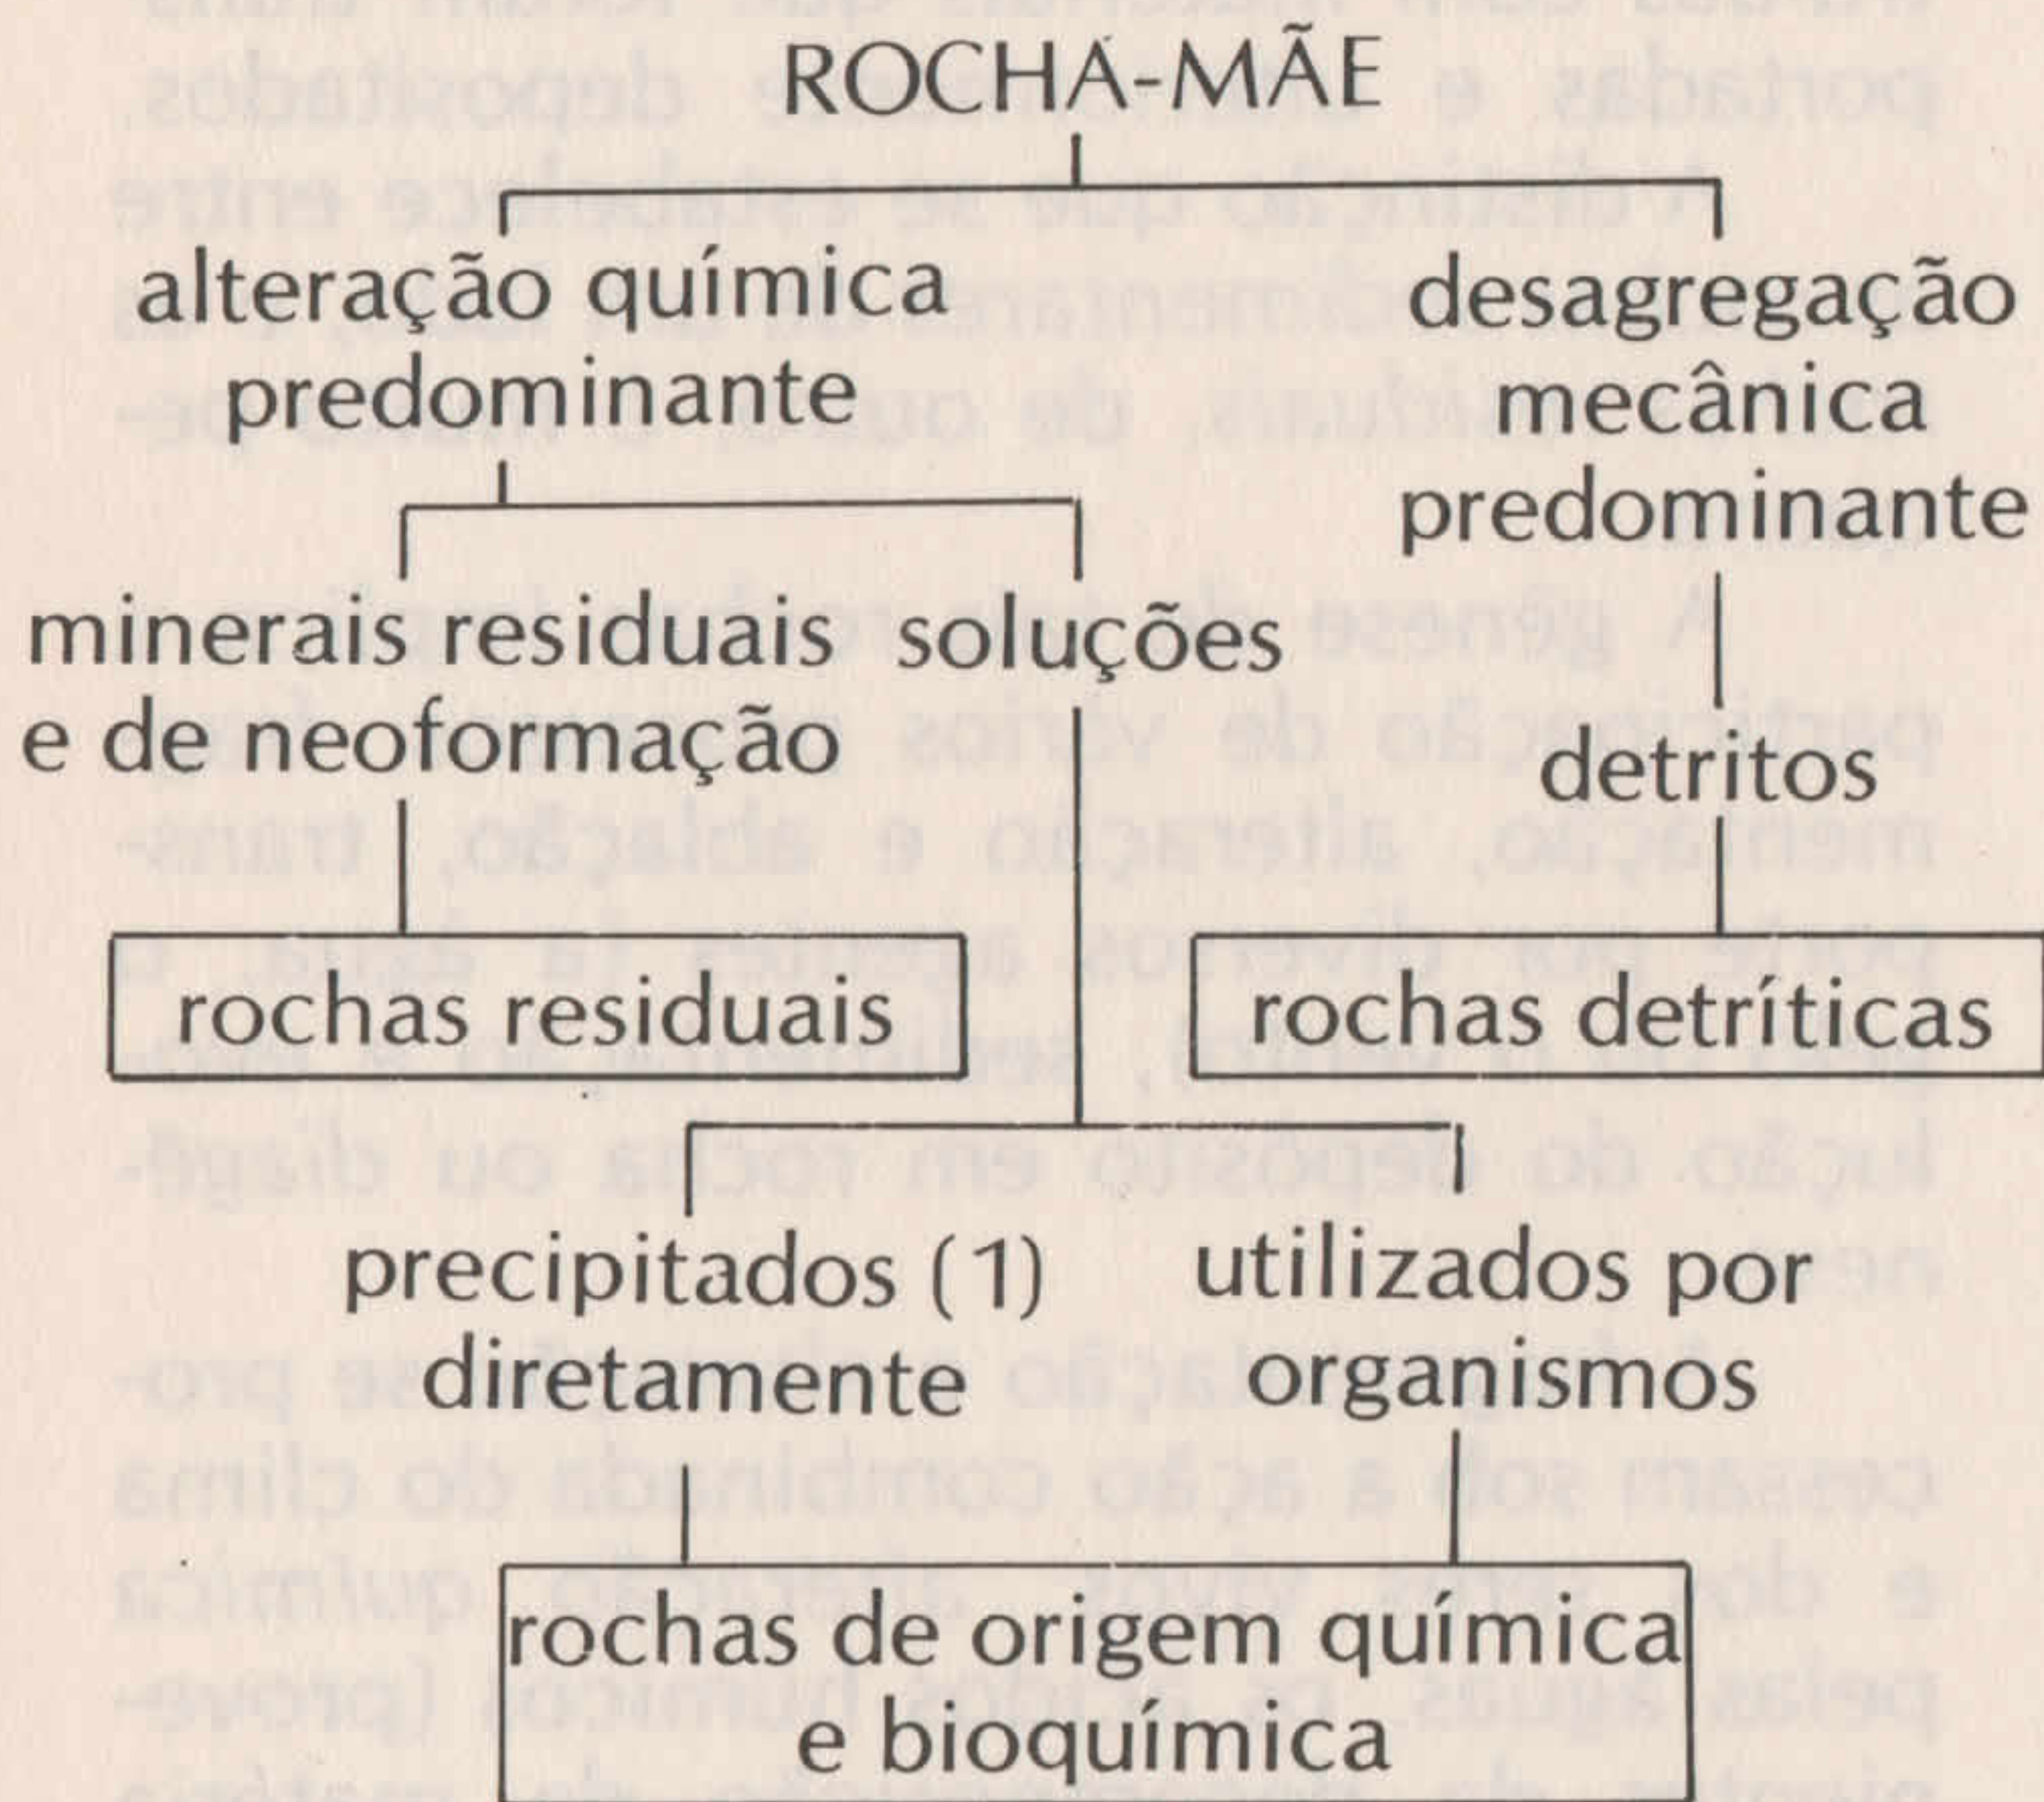 ROCHA-MÃE
alteração química
predominante
desagregação
mecânica
predominante
minerais residuais
e de neoformação
soluções
detritos
rochas residuais
rochas detríticas
precipitados (1)
diretamente
utilizados por
organismos
rochas de origem química
e bioquímica